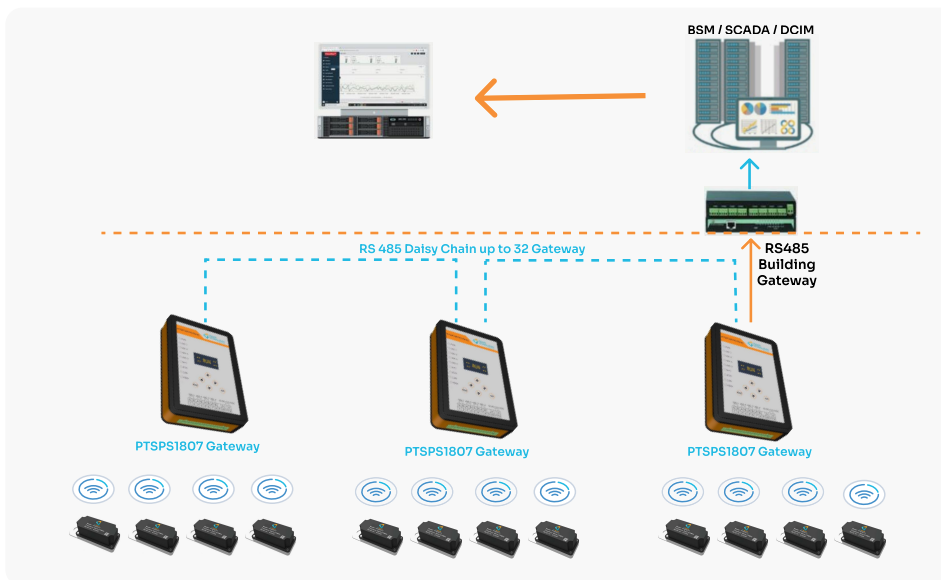 BSM / SCADA / DCIM
RS 485 Daisy Chain up to 32 Gateway
RS485
Building
Gateway
PTSPS1807 Gateway
PTSPS1807 Gateway
PTSPS1807 Gateway